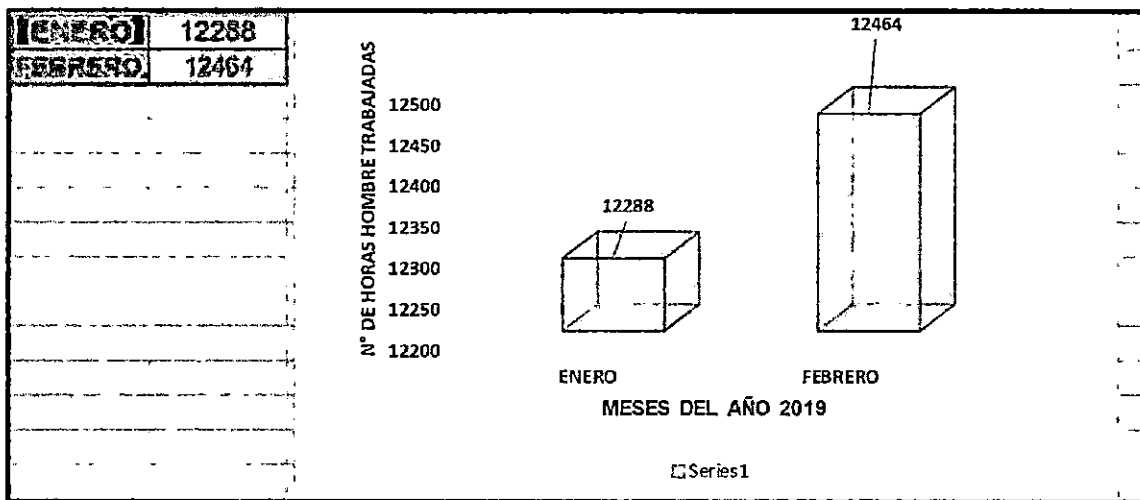 ENERO 12288
FEBRERO 12464
N° DE HORAS HOMBRE TRABAJADAS
12500
12450
12400
12350
12300
12250
12200
12288
12464
ENERO FEBRERO
MESES DEL AÑO 2019
Series1